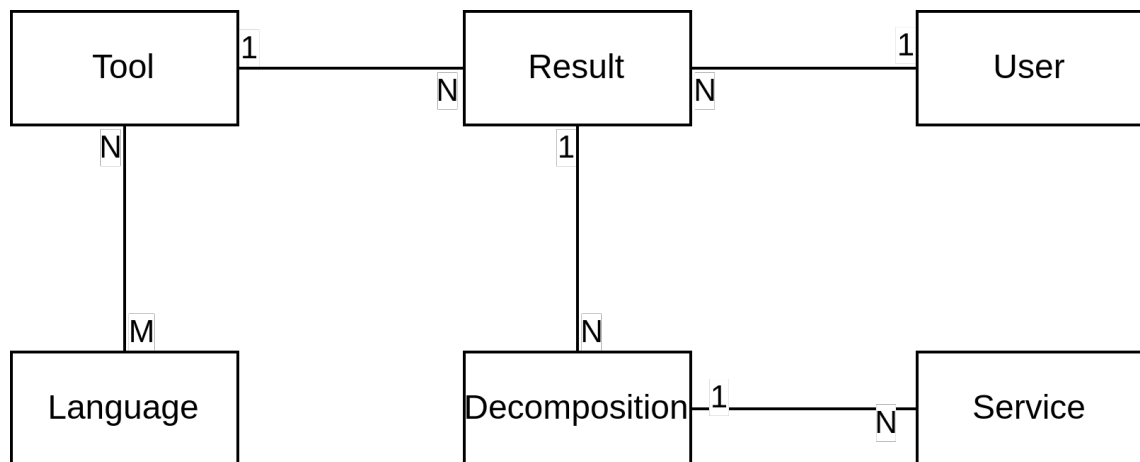 Tool
1
N
Result
N
1
User
N
1
M
N
Language
Decomposition
1
N
Service